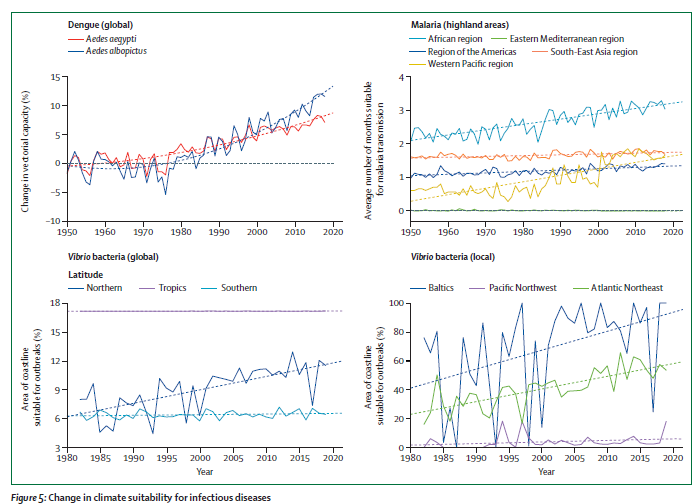 Dengue (global)
Aedes aegypti
Aedes albopictus
Change in vectorial capacity (%)
15
10
5
0
−5
−10
1950 1960 1970 1980 1990 2000 2010 2020
Malaria (highland areas)
African region Eastern Mediterranean region
Region of the Americas South-East Asia region
Western Pacific region
Average number of months suitable
for malaria transmission
4
3
2
1
0
1950 1960 1970 1980 1990 2000 2010 2020
Vibrio bacteria (global)
Latitude
Northern Tropics Southern
Area of coastline
suitable for outbreaks (%)
18
15
12
9
6
3
1980 1985 1990 1995 2000 2005 2010 2015 2020
Year
Vibrio bacteria (local)
Baltics Pacific Northwest Atlantic Northeast
Area of coastline
suitable for outbreaks (%)
100
80
60
40
20
0
1980 1985 1990 1995 2000 2005 2010 2015 2020
Year
Figure 5: Change in climate suitability for infectious diseases